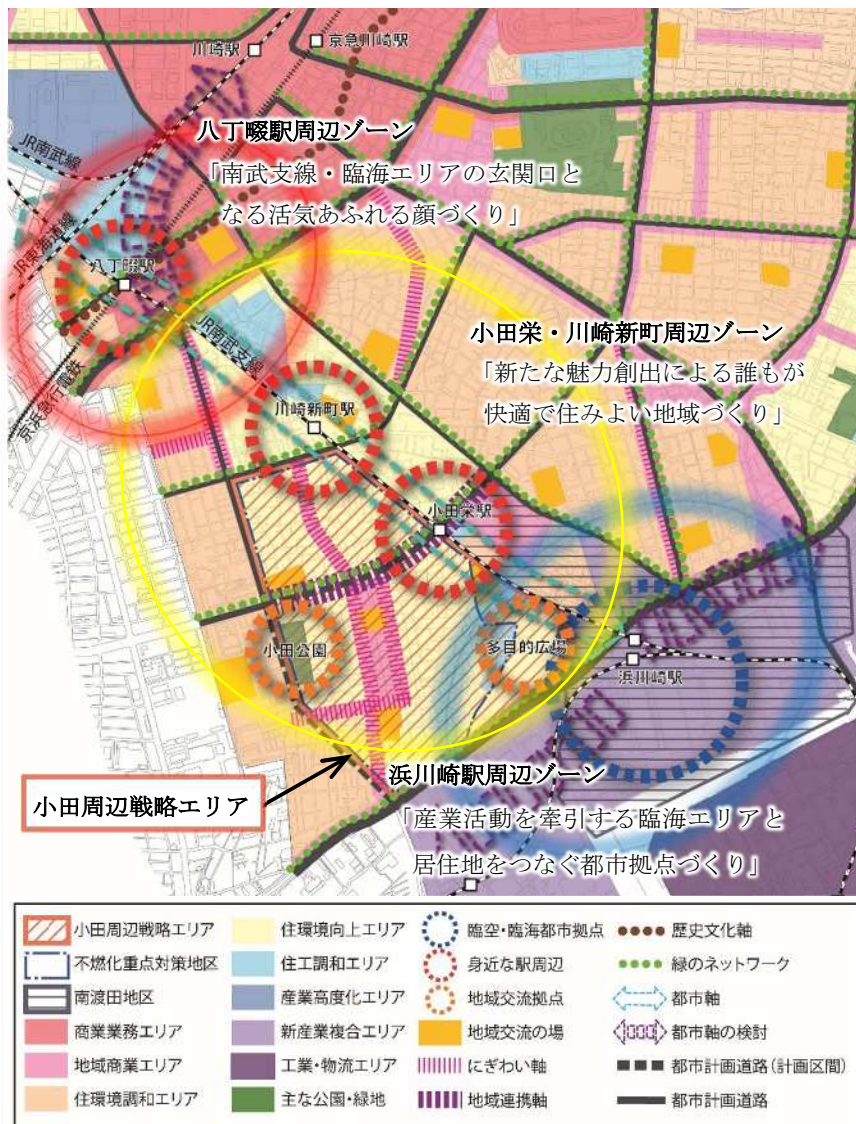 川崎駅
京急川崎駅
八丁畷駅周辺ゾーン
「南武支線・臨海エリアの玄関口と
なる活気あふれる顔づくり」
JR南武線
JR東海道線
八丁畷駅
JR南武支線
京浜急行電鉄
小田栄・川崎新町周辺ゾーン
「新たな魅力創出による誰もが
快適で住みよい地域づくり」
川崎新町駅
小田栄駅
小田公園
多目的広場
浜川崎駅
小田周辺戦略エリア
浜川崎駅周辺ゾーン
「産業活動を牽引する臨海エリアと
居住地をつなぐ都市拠点づくり」
小田周辺戦略エリア
不燃化重点対策地区
南渡田地区
商業業務エリア
地域商業エリア
住環境調和エリア
住環境向上エリア
住工調和エリア
産業高度化エリア
新産業複合エリア
工業・物流エリア
主な公園・緑地
臨空・臨海都市拠点
身近な駅周辺
地域交流拠点
地域交流の場
にぎわい軸
地域連携軸
歴史文化軸
緑のネットワーク
都市軸
都市軸の検討
都市計画道路(計画区間)
都市計画道路